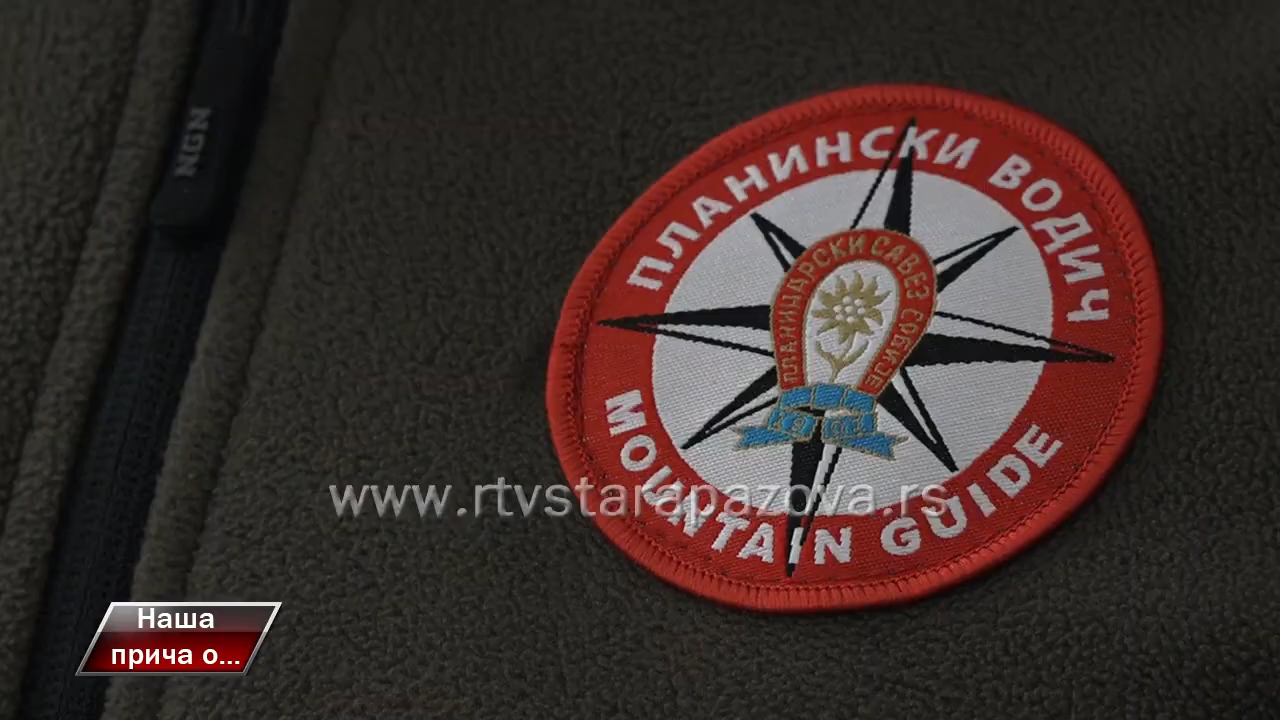 NGN
ПЛАНИНСКИ ВОДИЧ
ПЛАНИНАРСКИ САВЕЗ СРБИЈЕ
MOUNTAIN GUIDE
www.rtvstarapazova.rs
Наша
прича о...